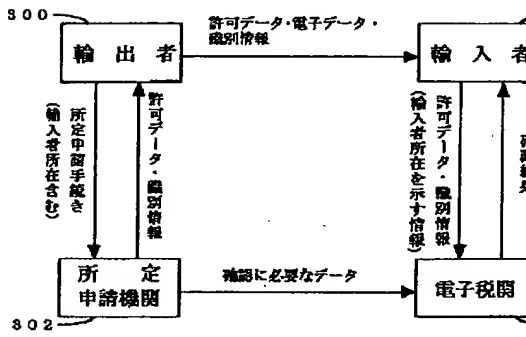 300
輸出者
許可データ・電子データ・
識別情報
輸入者
所定申請手続き
(輸入者所在含む)
許可データ・識別情報
許可データ・識別情報
(輸入者所在を示す情報)
所定
申請機関
302
確認に必要なデータ
電子税関